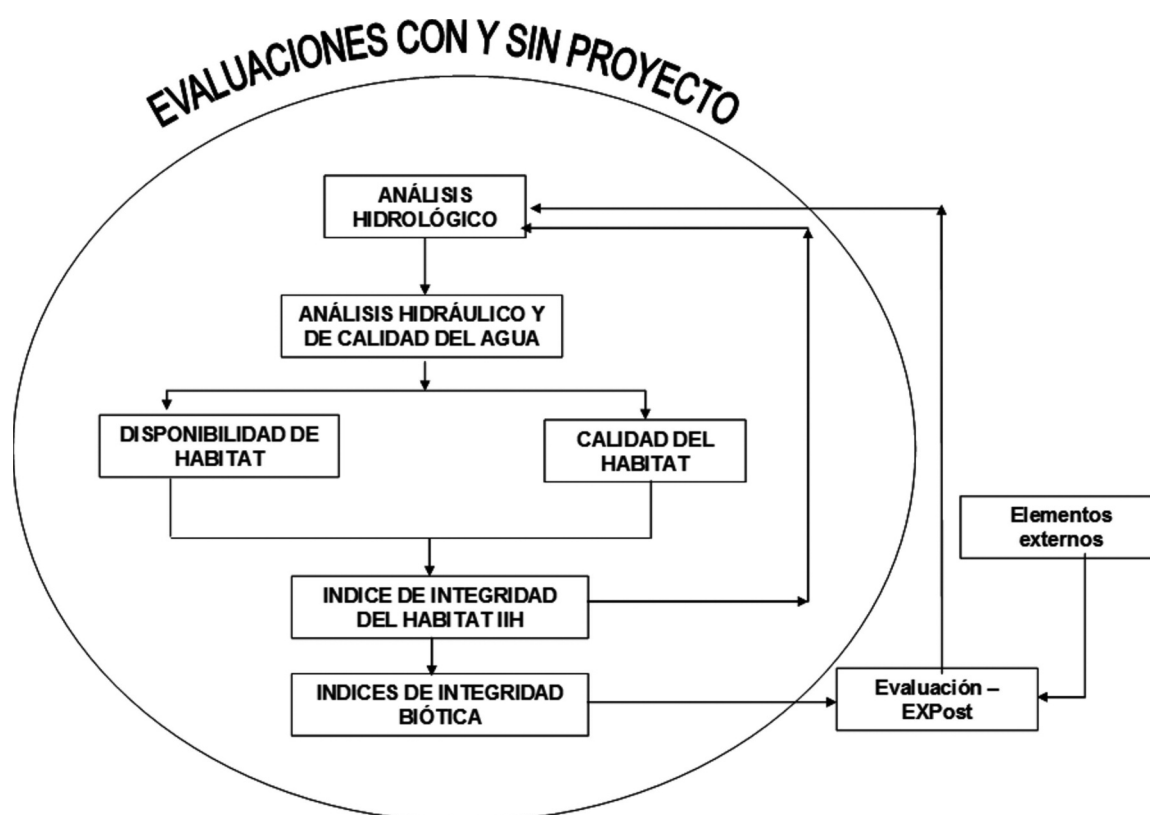 EVALUACIONES CON Y SIN PROYECTO
ANÁLISIS
HIDROLÓGICO
ANÁLISIS HIDRÁULICO Y
DE CALIDAD DEL AGUA
DISPONIBILIDAD DE
HABITAT
CALIDAD DEL
HABITAT
Elementos
externos
INDICE DE INTEGRIDAD
DEL HABITAT IIH
INDICES DE INTEGRIDAD
BIÓTICA
Evaluación –
EXPost